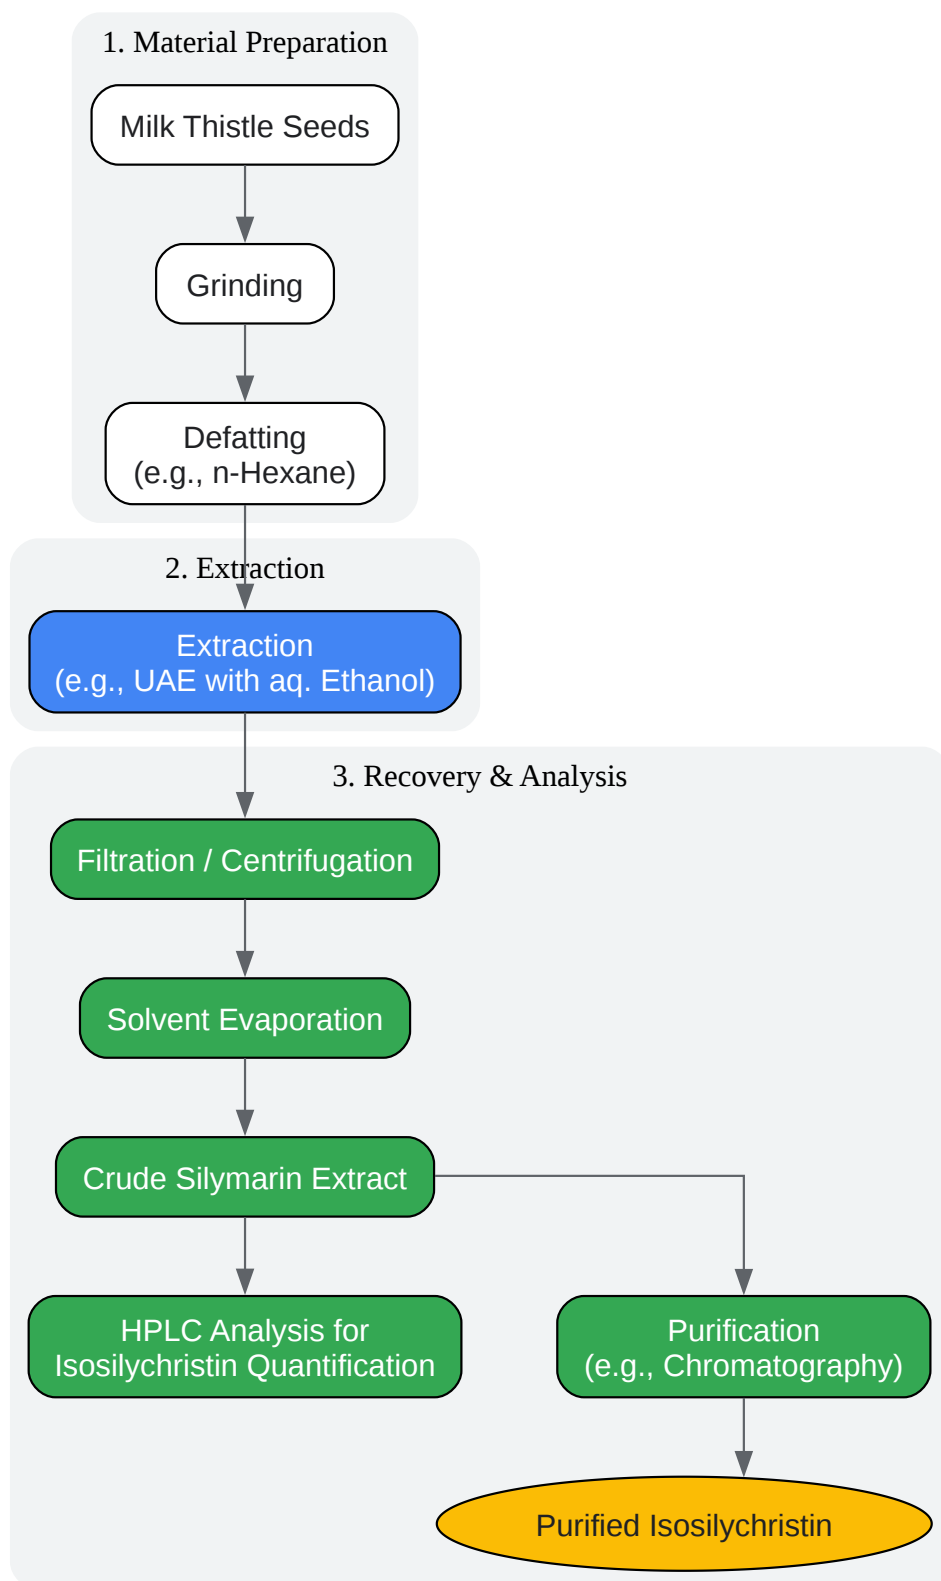 1. Material Preparation
Milk Thistle Seeds
Grinding
Defatting
(e.g., n-Hexane)
2. Extraction
Extraction
(e.g., UAE with aq. Ethanol)
3. Recovery & Analysis
Filtration / Centrifugation
Solvent Evaporation
Crude Silymarin Extract
HPLC Analysis for
Isosilychristin Quantification
Purification
(e.g., Chromatography)
Purified Isosilychristin